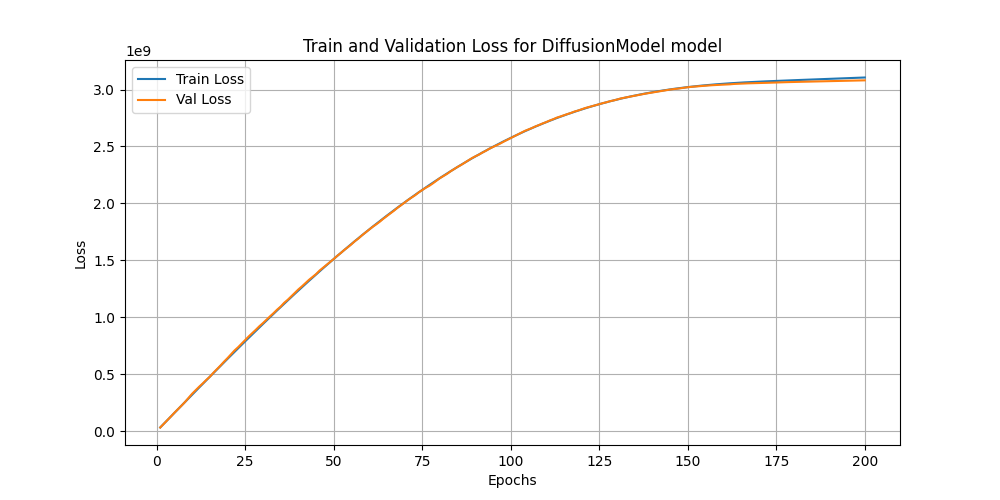 Train and Validation Loss for DiffusionModel model
1e9
Train Loss
Val Loss
3.0
2.5
2.0
1.5
1.0
0.5
0.0
Loss
0 25 50 75 100 125 150 175 200
Epochs